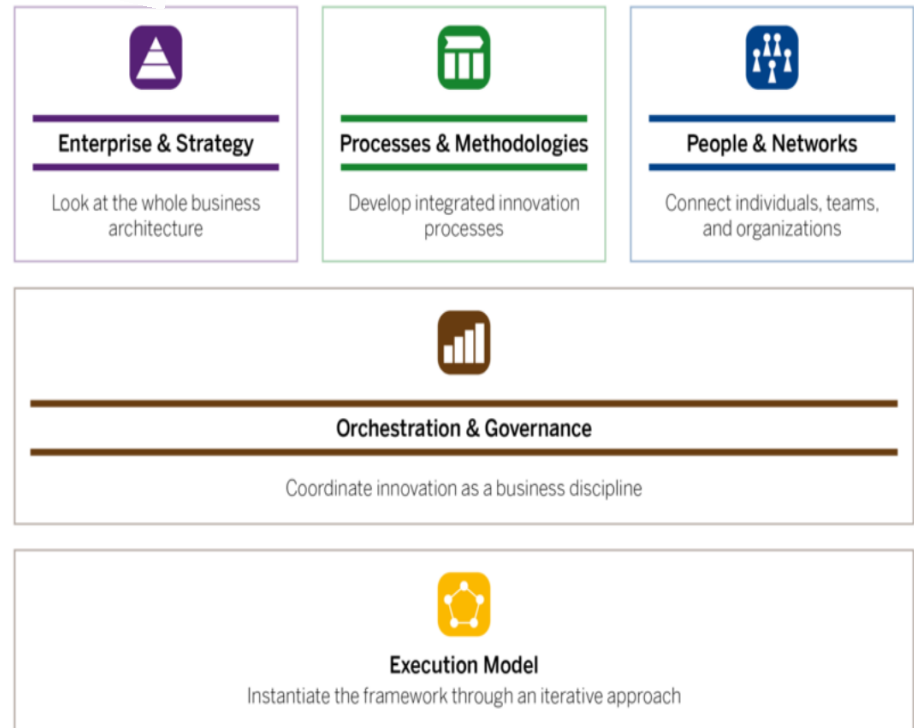 Enterprise & Strategy
Look at the whole business
architecture
Processes & Methodologies
Develop integrated innovation
processes
People & Networks
Connect individuals, teams,
and organizations
Orchestration & Governance
Coordinate innovation as a business discipline
Execution Model
Instantiate the framework through an iterative approach